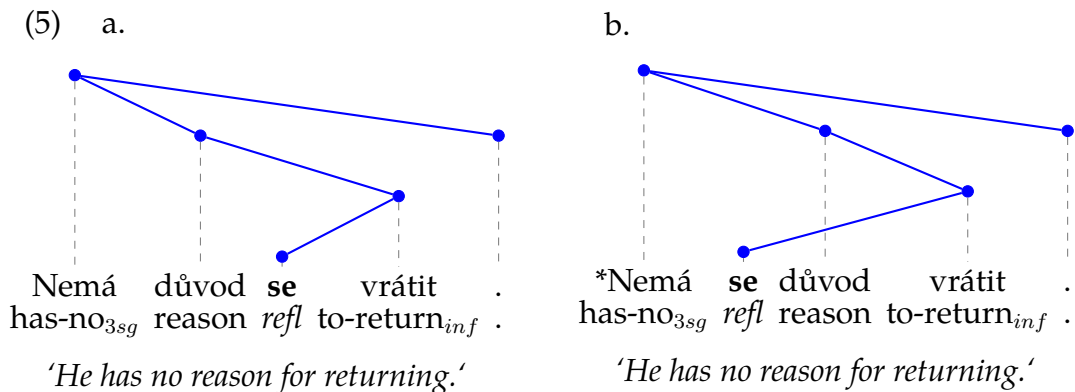 (5) a. b.
Nemá důvod se vrátit . *Nemá se důvod vrátit .
has-no3sg reason refl to-returninf . has-no3sg refl reason to-returninf .
‘He has no reason for returning.‘ ‘He has no reason for returning.‘